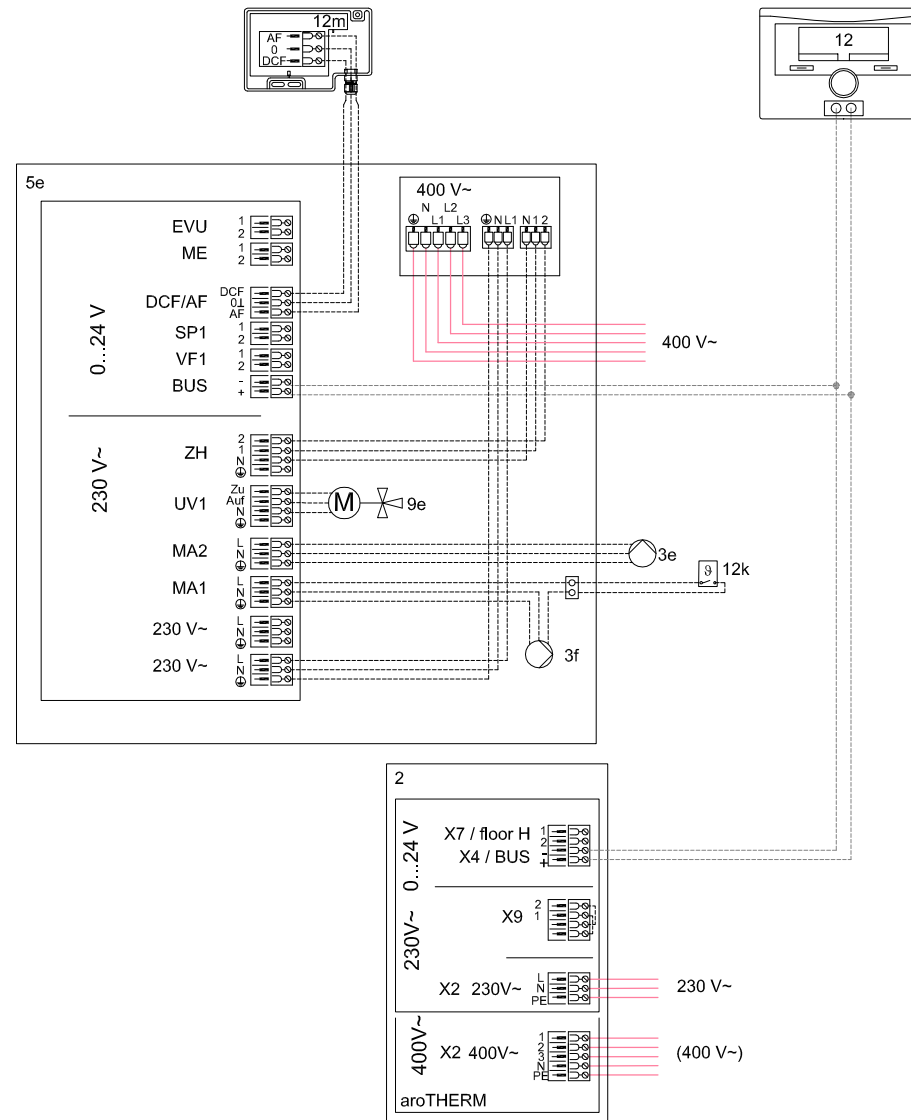 12m
AF
0
DCF
12
5e
400 V~
N L2
L1 L3
N L1 N 1 2
0...24 V
EVU 1
2
ME 1
2
DCF/AF DCF
0⊥
AF
SP1 1
2
VF1 1
2
BUS -
+
400 V~
230 V~
ZH 2
1
N
UV1 Zu
Auf
N
M 9e
MA2 L
N
3e
MA1 L
N
ϑ 12k
3f
230 V~ L
N
230 V~ L
N
2
0...24 V
X7 / floor H 1
2
X4 / BUS -
+
230V~
X9 2
1
X2 230V~ L
N
PE
230 V~
400V~
X2 400V~ 1
2
3
N
PE
(400 V~)
aroTHERM